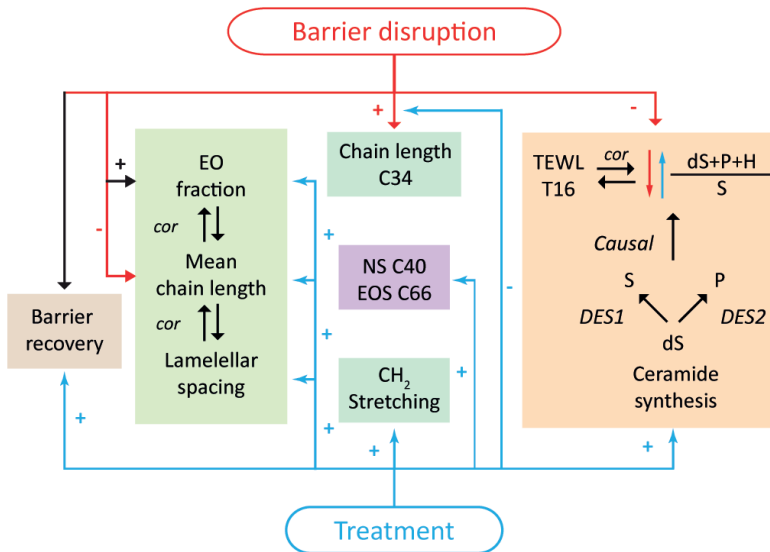 Barrier disruption
+
-
Chain length
C34
+
EO
fraction
-
cor
Mean
chain length
cor
Lamelellar
spacing
+
+
+
NS C40
EOS C66
+
-
CH2
Stretching
TEWL
T16
cor
dS+P+H
S
Causal
S
P
DES1
DES2
dS
Ceramide
synthesis
Barrier
recovery
+
+
+
Treatment